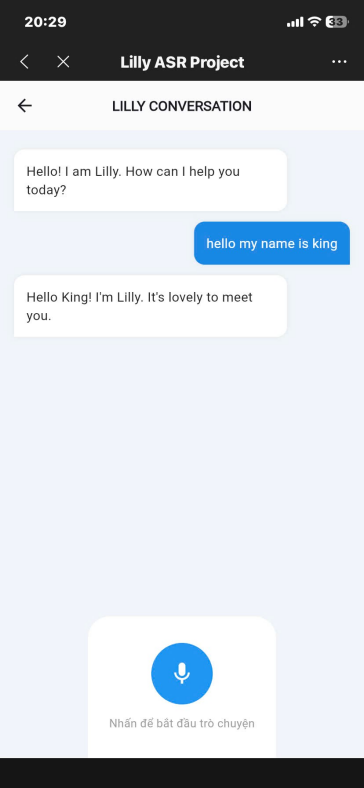 20:29
33
Lilly ASR Project
LILLY CONVERSATION
Hello! I am Lilly. How can I help you
today?
hello my name is king
Hello King! I'm Lilly. It's lovely to meet
you.
Nhấn để bắt đầu trò chuyện